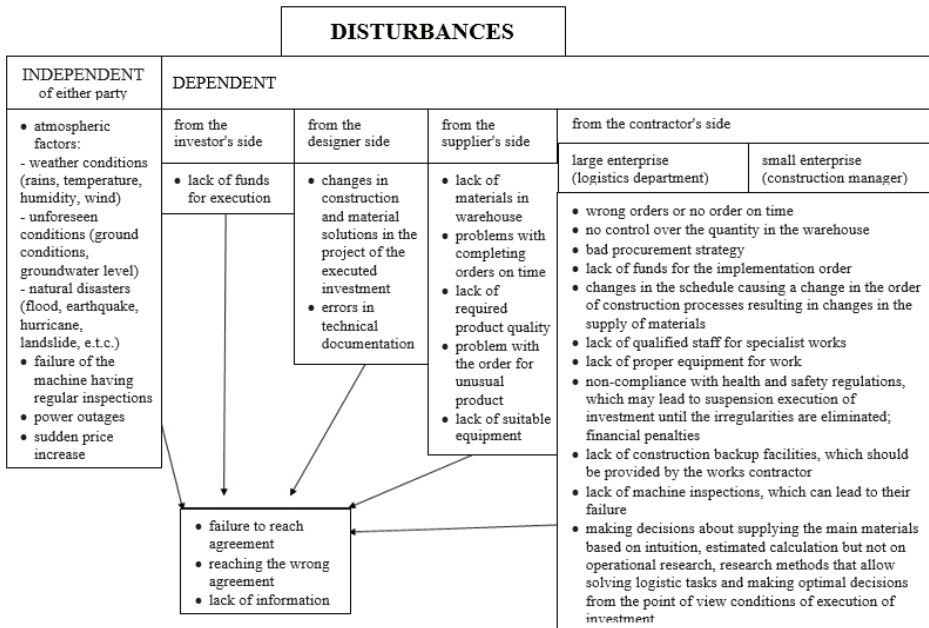 DISTURBANCES
INDEPENDENT
of either party
DEPENDENT
• atmospheric
factors:
- weather conditions
(rains, temperature,
humidity, wind)
- unforeseen
conditions (ground
conditions,
groundwater level)
- natural disasters
(flood, earthquake,
hurricane,
landslide, e.t.c.)
• failure of the
machine having
regular inspections
• power outages
• sudden price
increase
from the
investor's side
• lack of funds
for execution
from the
designer side
• changes in
construction
and material
solutions in the
project of the
executed
investment
• errors in
technical
documentation
from the
supplier's side
• lack of
materials in
warehouse
• problems with
completing
orders on time
• lack of
required
product quality
• problem with
the order for
unusual
product
• lack of suitable
equipment
from the contractor's side
large enterprise
(logistics department)
small enterprise
(construction manager)
• wrong orders or no order on time
• no control over the quantity in the warehouse
• bad procurement strategy
• lack of funds for the implementation order
• changes in the schedule causing a change in the order
of construction processes resulting in changes in the
supply of materials
• lack of qualified staff for specialist works
• lack of proper equipment for work
• non-compliance with health and safety regulations,
which may lead to suspension execution of
investment until the irregularities are eliminated;
financial penalties
• lack of construction backup facilities, which should
be provided by the works contractor
• lack of machine inspections, which can lead to their
failure
• making decisions about supplying the main materials
based on intuition, estimated calculation but not on
operational research, research methods that allow
solving logistic tasks and making optimal decisions
from the point of view conditions of execution of
investment
• failure to reach
agreement
• reaching the wrong
agreement
• lack of information